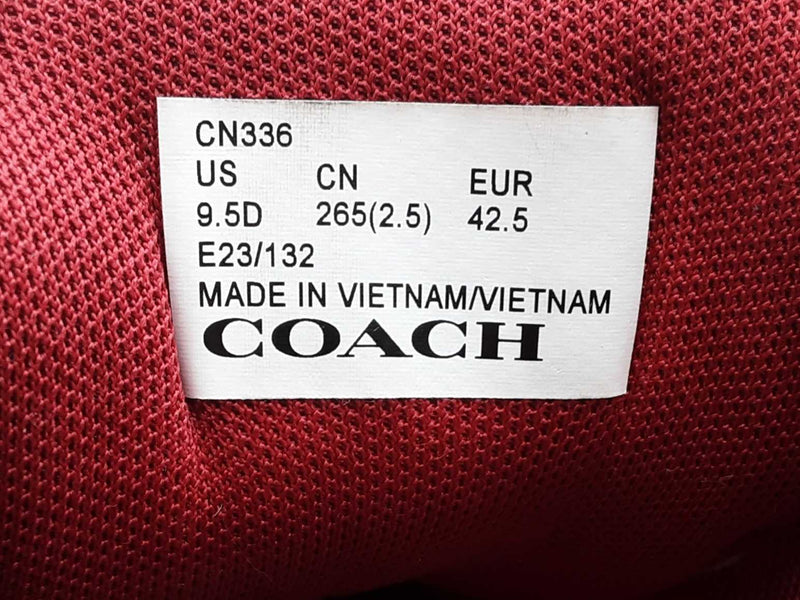 CN336
US CN EUR
9.5D 265(2.5) 42.5
E23/132
MADE IN VIETNAM/VIETNAM
COACH